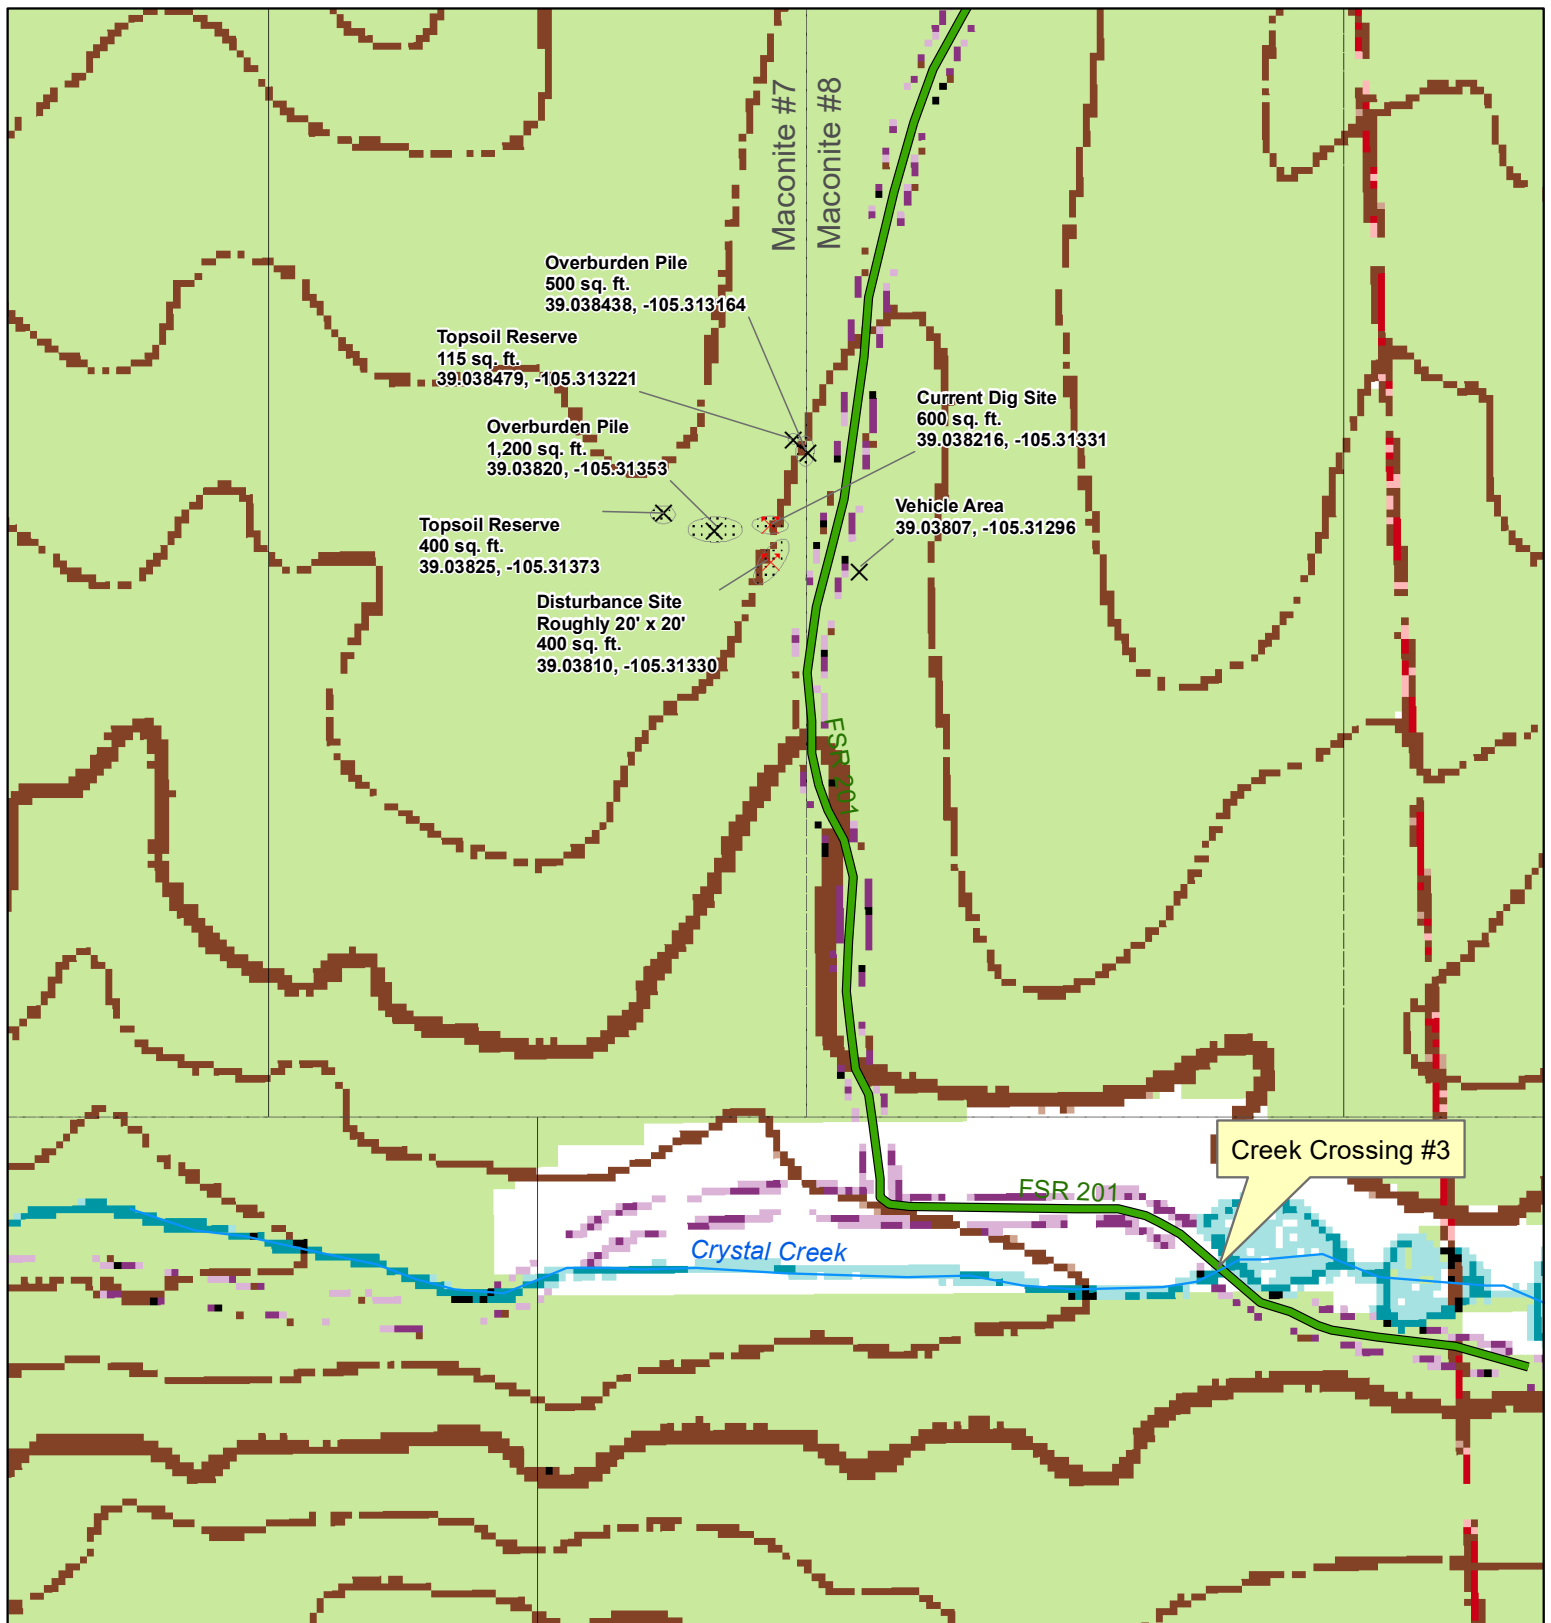 Maconite #7
Maconite #8
Overburden Pile
500 sq. ft.
39.038438, -105.313164
Topsoil Reserve
115 sq. ft.
39.038479, -105.313221
Current Dig Site
600 sq. ft.
39.038216, -105.31331
Overburden Pile
1,200 sq. ft.
39.03820, -105.31353
Vehicle Area
39.03807, -105.31296
Topsoil Reserve
400 sq. ft.
39.03825, -105.31373
Disturbance Site
Roughly 20' x 20'
400 sq. ft.
39.03810, -105.31330
FSR 201
Creek Crossing #3
FSR 201
Crystal Creek